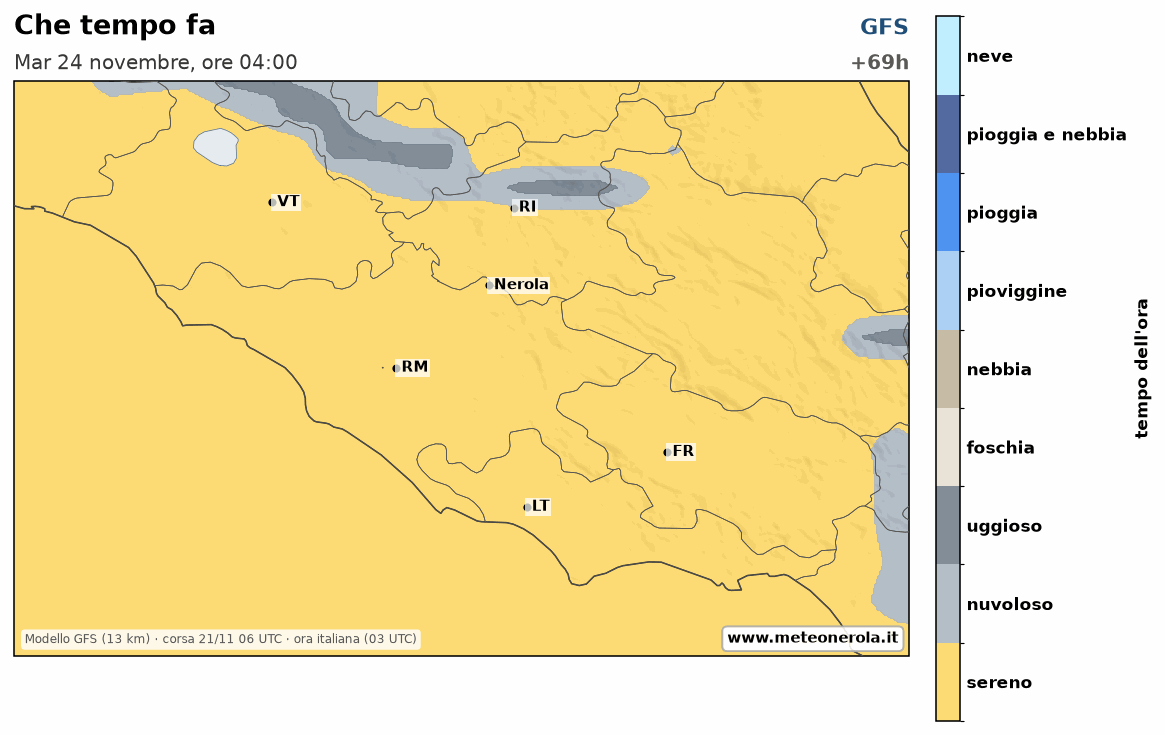 Che tempo fa
GFS
Mar 24 novembre, ore 04:00
+69h
VT
RI
Nerola
RM
FR
LT
Modello GFS (13 km) · corsa 21/11 06 UTC · ora italiana (03 UTC)
www.meteonerola.it
neve
pioggia e nebbia
pioggia
pioviggine
nebbia
foschia
uggioso
nuvoloso
sereno
tempo dell'ora